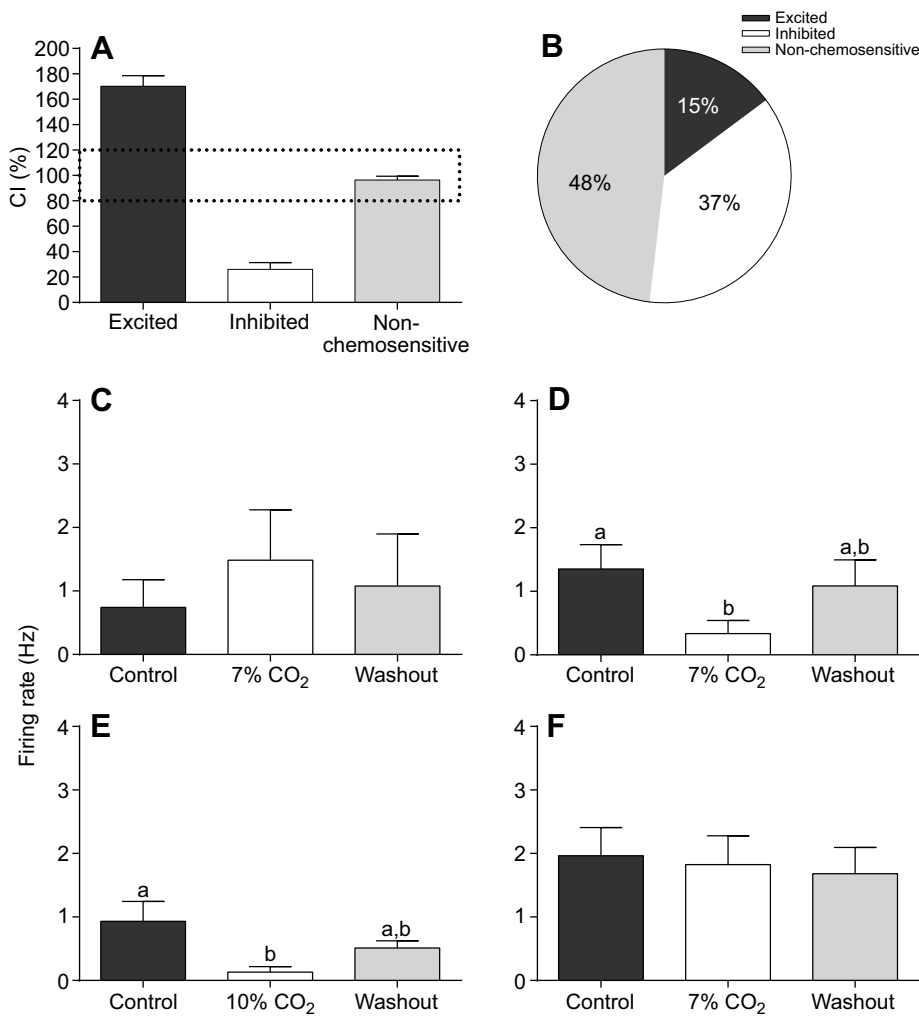 A
CI (%)
200
180
160
140
120
100
80
60
40
20
0
Excited
Inhibited
Non-
chemosensitive
B
Excited
Inhibited
Non-chemosensitive
15%
37%
48%
Firing rate (Hz)
C
4
3
2
1
0
Control
7% CO₂
Washout
D
4
3
2
1
0
a
b
a,b
Control
7% CO₂
Washout
E
4
3
2
1
0
a
b
a,b
Control
10% CO₂
Washout
F
4
3
2
1
0
Control
7% CO₂
Washout